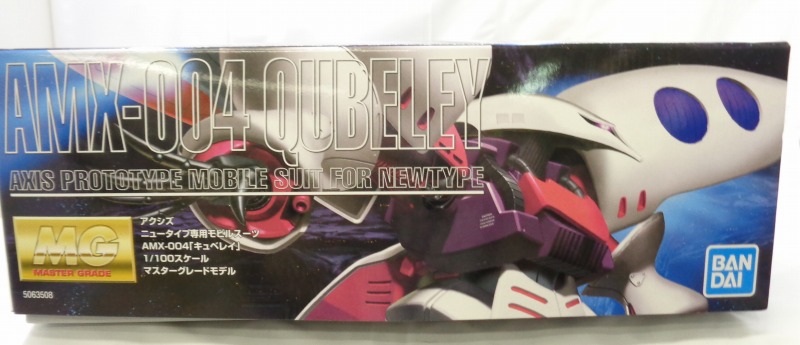 AMX-004 QUBELEY
AXIS PROTOTYPE MOBILE SUIT FOR NEWTYPE
MG
MASTER GRADE
アクシズ
ニュータイプ専用モビルスーツ
AMX-004「キュベレイ」
1/100スケール
マスターグレードモデル
5063508
BAN
DAI